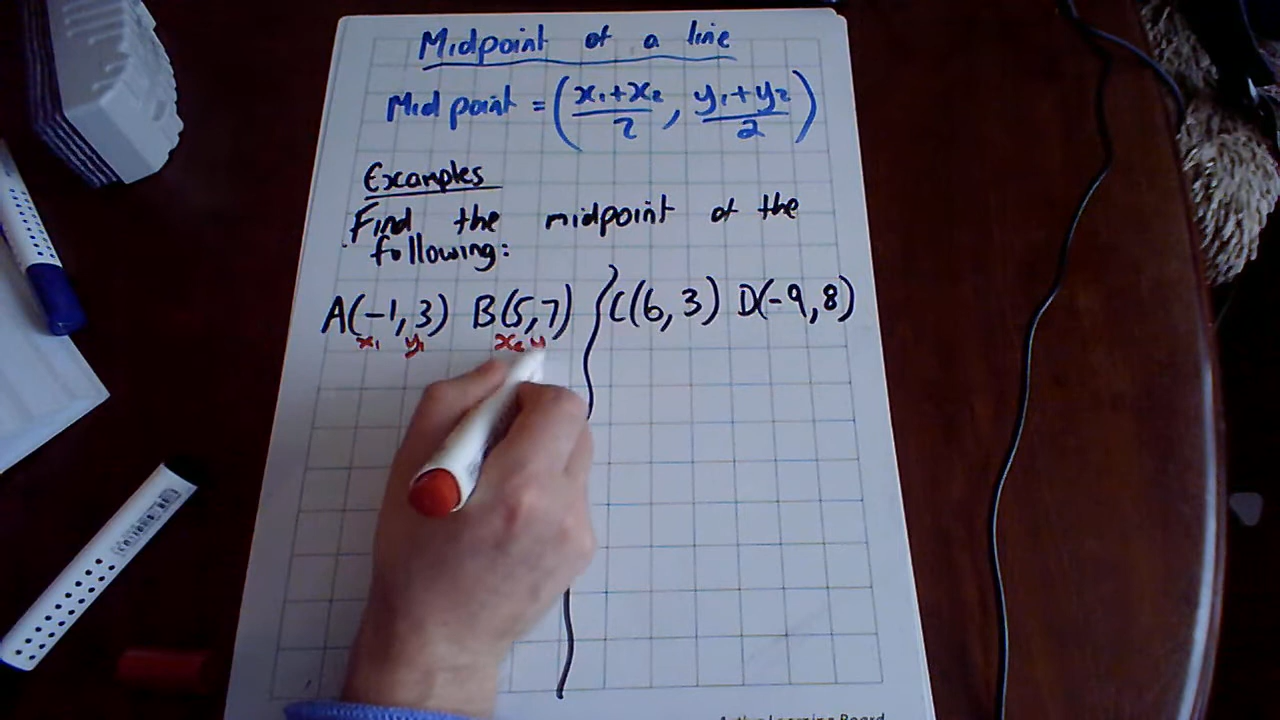 Midpoint of a line
Midpoint = (x₁+x₂/2, y₁+y₂/2)
Examples
Find the midpoint of the
following:
A(-1,3) B(5,7) C(6,3) D(-9,8)
x₁ y₁ x₂ y